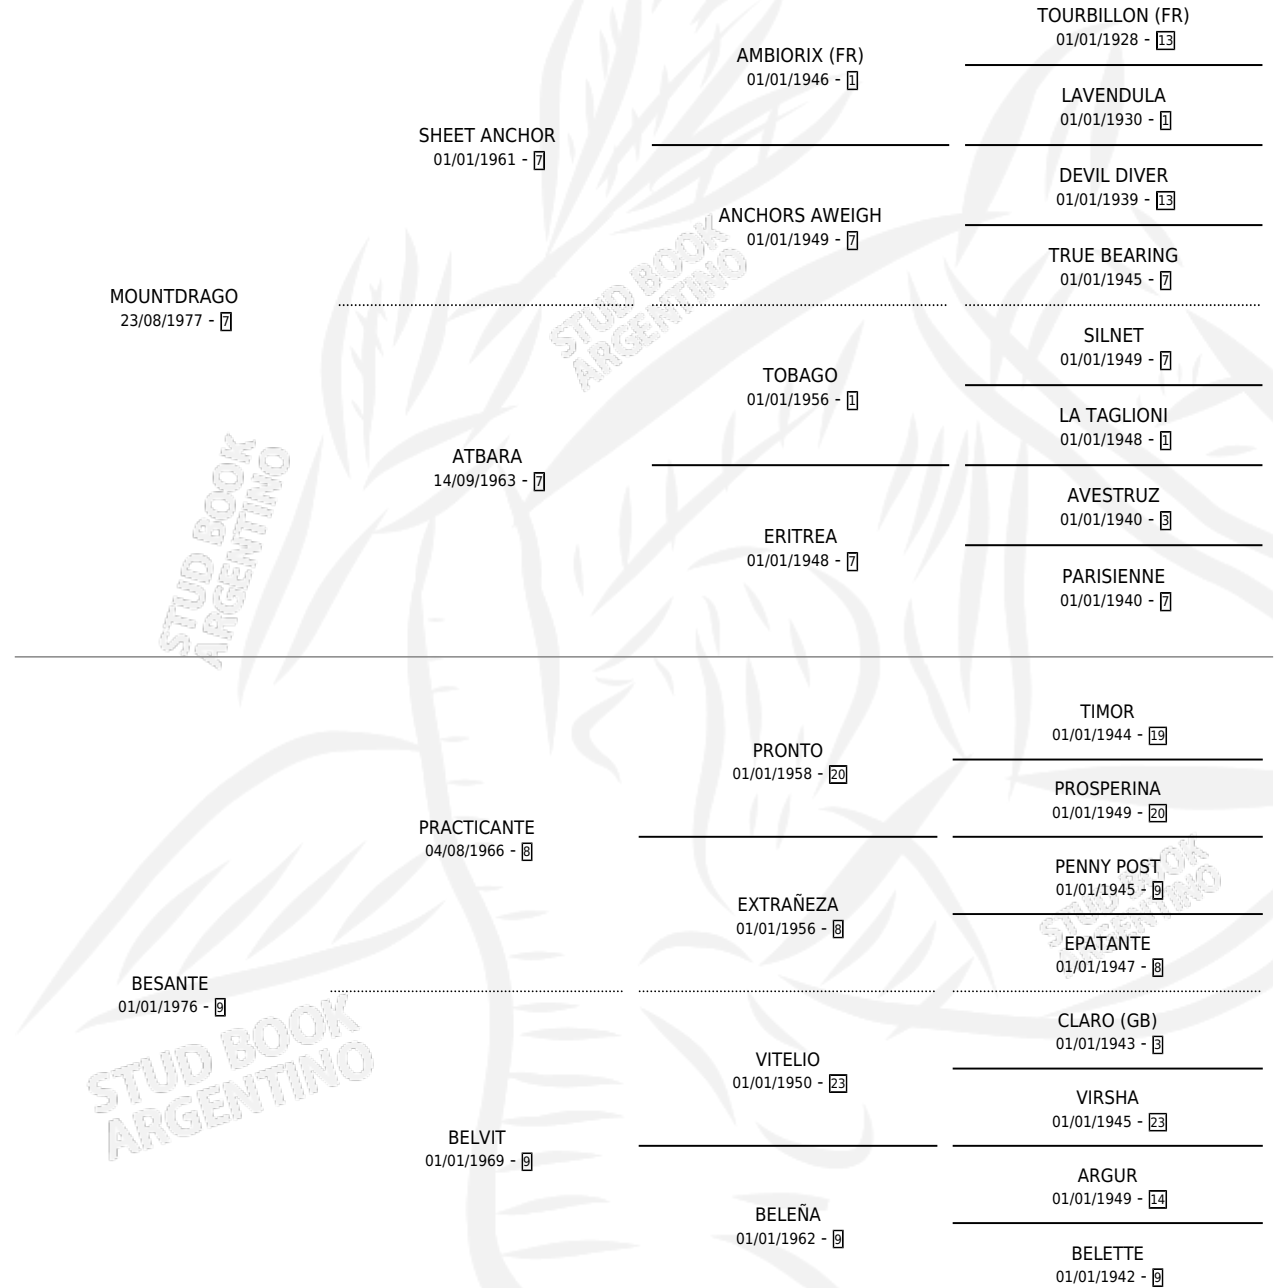 TOURBILLON (FR)
01/01/1928 - 13
AMBIORIX (FR)
01/01/1946 - 1
LAVENDULA
01/01/1930 - 1
SHEET ANCHOR
01/01/1961 - 7
DEVIL DIVER
01/01/1939 - 13
ANCHORS AWEIGH
01/01/1949 - 7
TRUE BEARING
01/01/1945 - 7
MOUNTDRAGO
23/08/1977 - 7
STUD BOOK
ARGENTINO
SILNET
01/01/1949 - 7
TOBAGO
01/01/1956 - 1
LA TAGLIONI
01/01/1948 - 1
ATBARA
14/09/1963 - 7
STUD BOOK
ARGENTINO
AVESTRUZ
01/01/1940 - 3
ERITREA
01/01/1948 - 7
PARISIENNE
01/01/1940 - 7
TIMOR
01/01/1944 - 19
PRONTO
01/01/1958 - 20
PROSPERINA
01/01/1949 - 20
PRACTICANTE
04/08/1966 - 8
PENNY POST
01/01/1945 - 9
EXTRAÑEZA
01/01/1956 - 8
STUD BOOK
ARGENTINO
EPATANTE
01/01/1947 - 8
BESANTE
01/01/1976 - 9
CLARO (GB)
01/01/1943 - 3
VITELIO
01/01/1950 - 23
STUD BOOK
ARGENTINO
VIRSHA
01/01/1945 - 23
BELVIT
01/01/1969 - 9
ARGUR
01/01/1949 - 14
BELEÑA
01/01/1962 - 9
BELETTE
01/01/1942 - 9